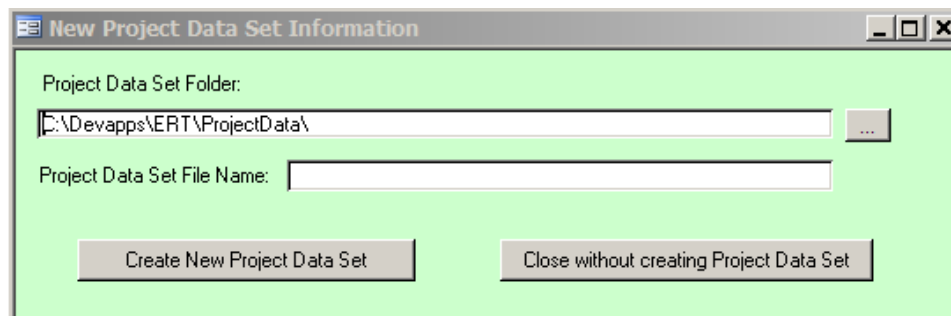 New Project Data Set Information
Project Data Set Folder:
C:\Devapps\ERT\ProjectData\
...
Project Data Set File Name:
Create New Project Data Set Close without creating Project Data Set